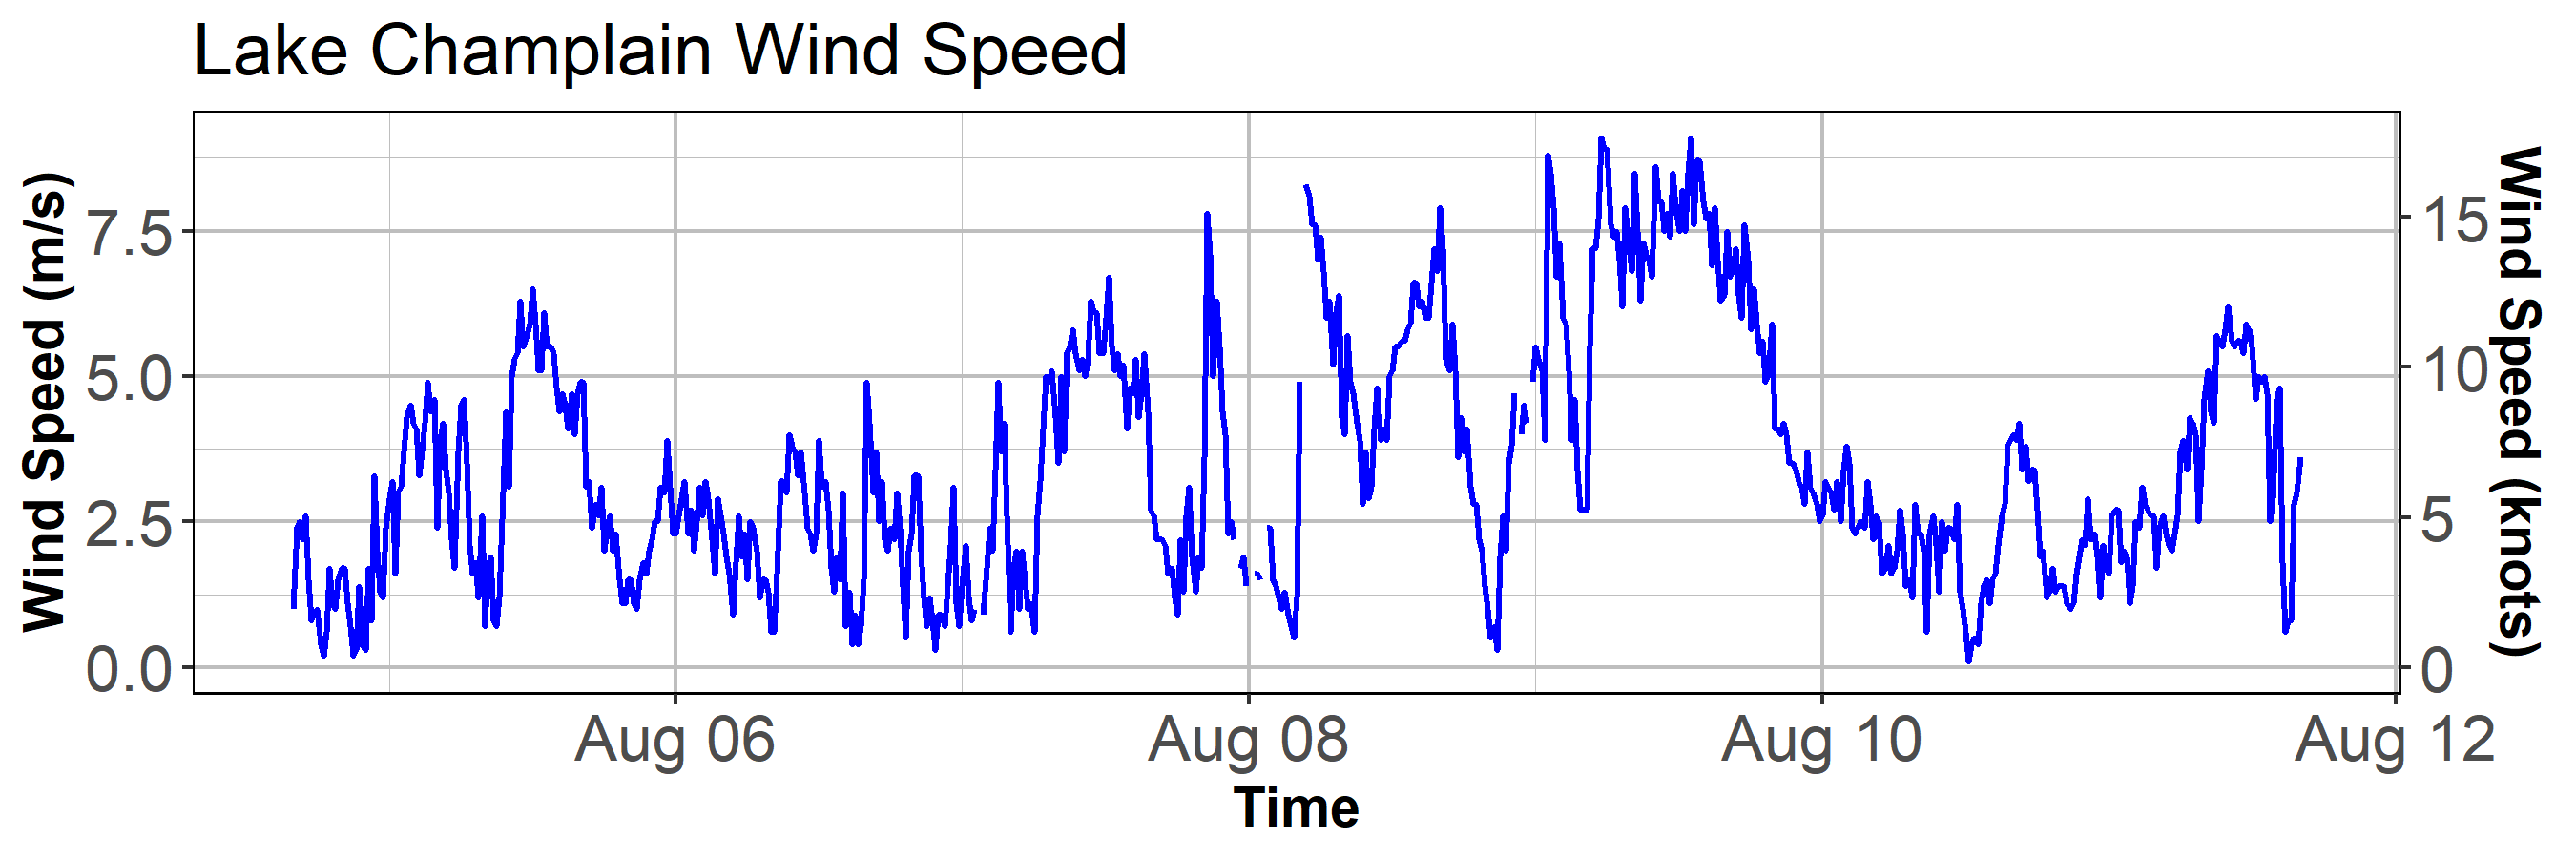 Lake Champlain Wind Speed
Wind Speed (m/s)
7.5
5.0
2.5
0.0
15
10
5
0
Wind Speed (knots)
Aug 06
Aug 08
Aug 10
Aug 12
Time